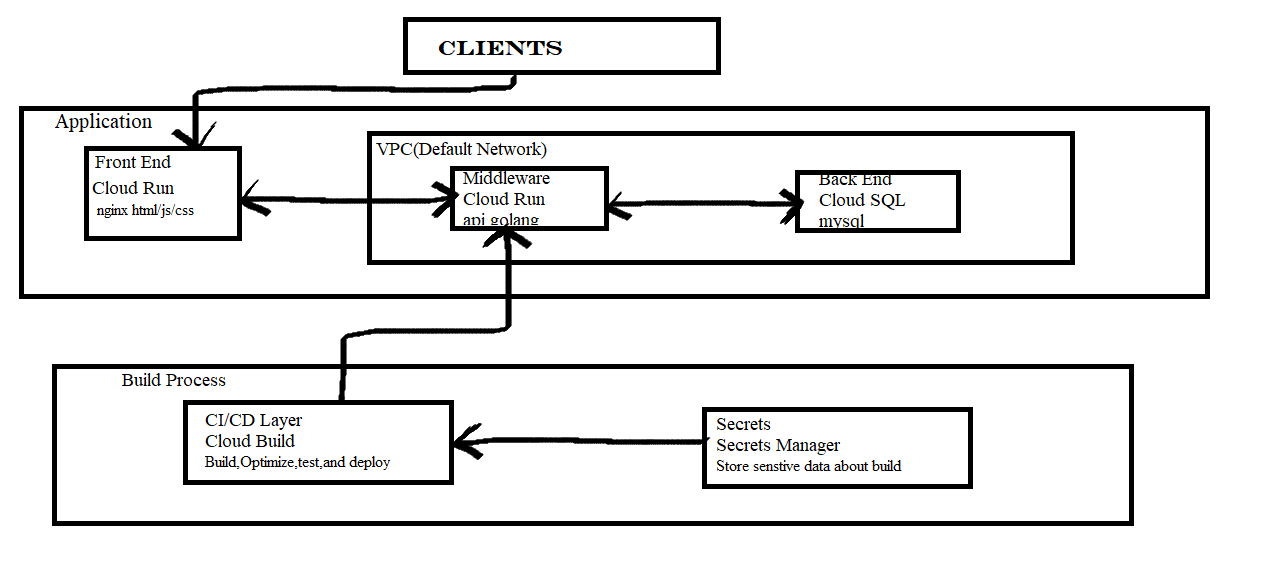 CLIENTS
Application
Front End
Cloud Run
nginx html/js/css
VPC(Default Network)
Middleware
Cloud Run
api golang
Back End
Cloud SQL
mysql
Build Process
CI/CD Layer
Cloud Build
Build,Optimize,test,and deploy
Secrets
Secrets Manager
Store senstive data about build